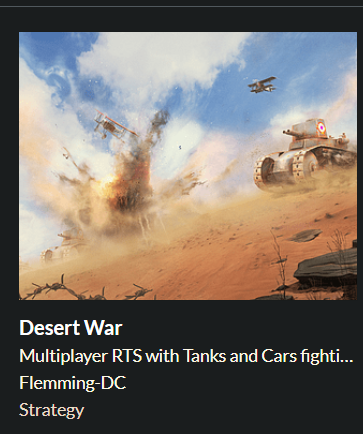 Desert War
Multiplayer RTS with Tanks and Cars fighti...
Flemming-DC
Strategy